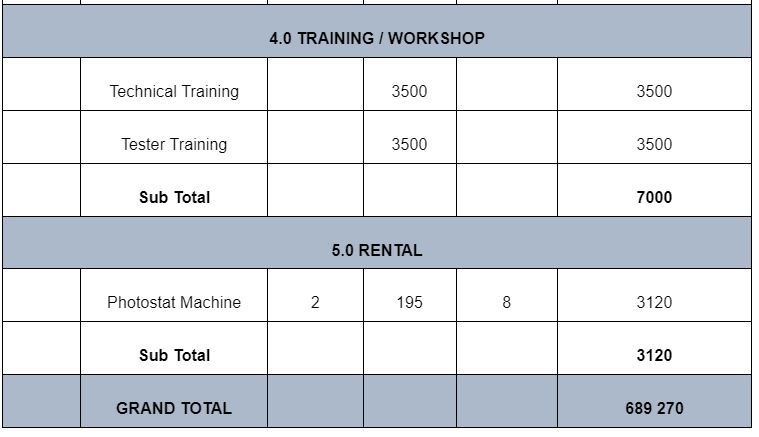 4.0 TRAINING / WORKSHOP
Technical Training 3500 3500
Tester Training 3500 3500
Sub Total 7000
5.0 RENTAL
Photostat Machine 2 195 8 3120
Sub Total 3120
GRAND TOTAL 689 270